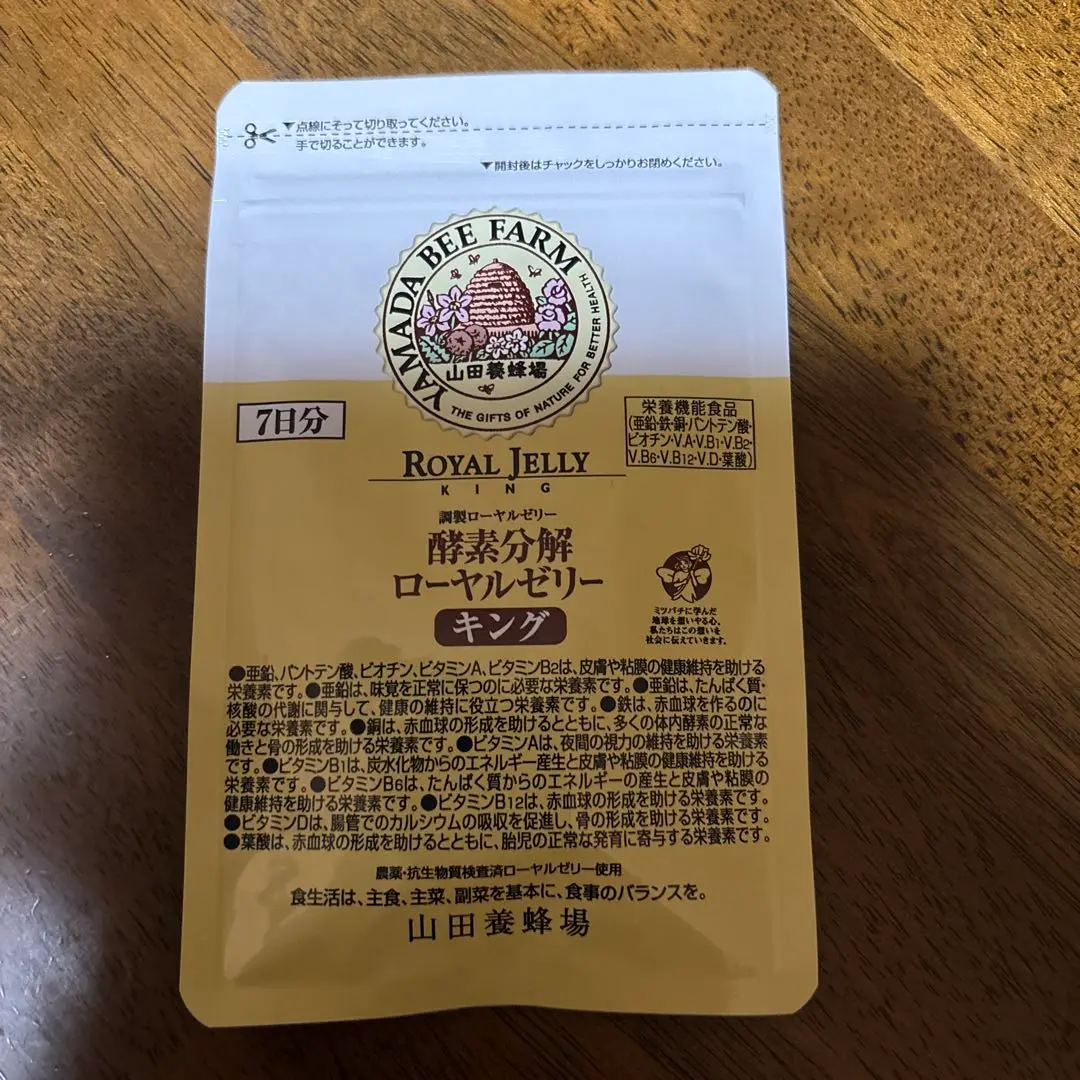 ▼点線にそって切り取ってください。
手で切ることができます。
▼開封後はチャックをしっかりお閉めください。
YAMADA BEE FARM
山田養蜂場
THE GIFTS OF NATURE FOR BETTER HEALTH
7日分
栄養機能食品
(亜鉛・鉄・銅・パントテン酸・
ビオチン・V.A・V.B1・V.B2・
V.B6・V.B12・V.D・葉酸)
ROYAL JELLY
KING
調製ローヤルゼリー
酵素分解
ローヤルゼリー
キング
ミツバチに学んだ
地球を想いやる心。
私たちはこの想いを
社会に伝えていきます。
●亜鉛、パントテン酸、ビオチン、ビタミンA、ビタミンB2は、皮膚や粘膜の健康維持を助ける
栄養素です。●亜鉛は、味覚を正常に保つのに必要な栄養素です。●亜鉛は、たんぱく質・
核酸の代謝に関与して、健康の維持に役立つ栄養素です。●鉄は、赤血球を作るのに
必要な栄養素です。●銅は、赤血球の形成を助けるとともに、多くの体内酵素の正常な
働きと骨の形成を助ける栄養素です。●ビタミンAは、夜間の視力の維持を助ける栄養素
です。●ビタミンB1は、炭水化物からのエネルギー産生と皮膚や粘膜の健康維持を助ける
栄養素です。●ビタミンB6は、たんぱく質からのエネルギーの産生と皮膚や粘膜の
健康維持を助ける栄養素です。●ビタミンB12は、赤血球の形成を助ける栄養素です。
●ビタミンDは、腸管でのカルシウムの吸収を促進し、骨の形成を助ける栄養素です。
●葉酸は、赤血球の形成を助けるとともに、胎児の正常な発育に寄与する栄養素です。
農薬・抗生物質検査済ローヤルゼリー使用
食生活は、主食、主菜、副菜を基本に、食事のバランスを。
山田養蜂場